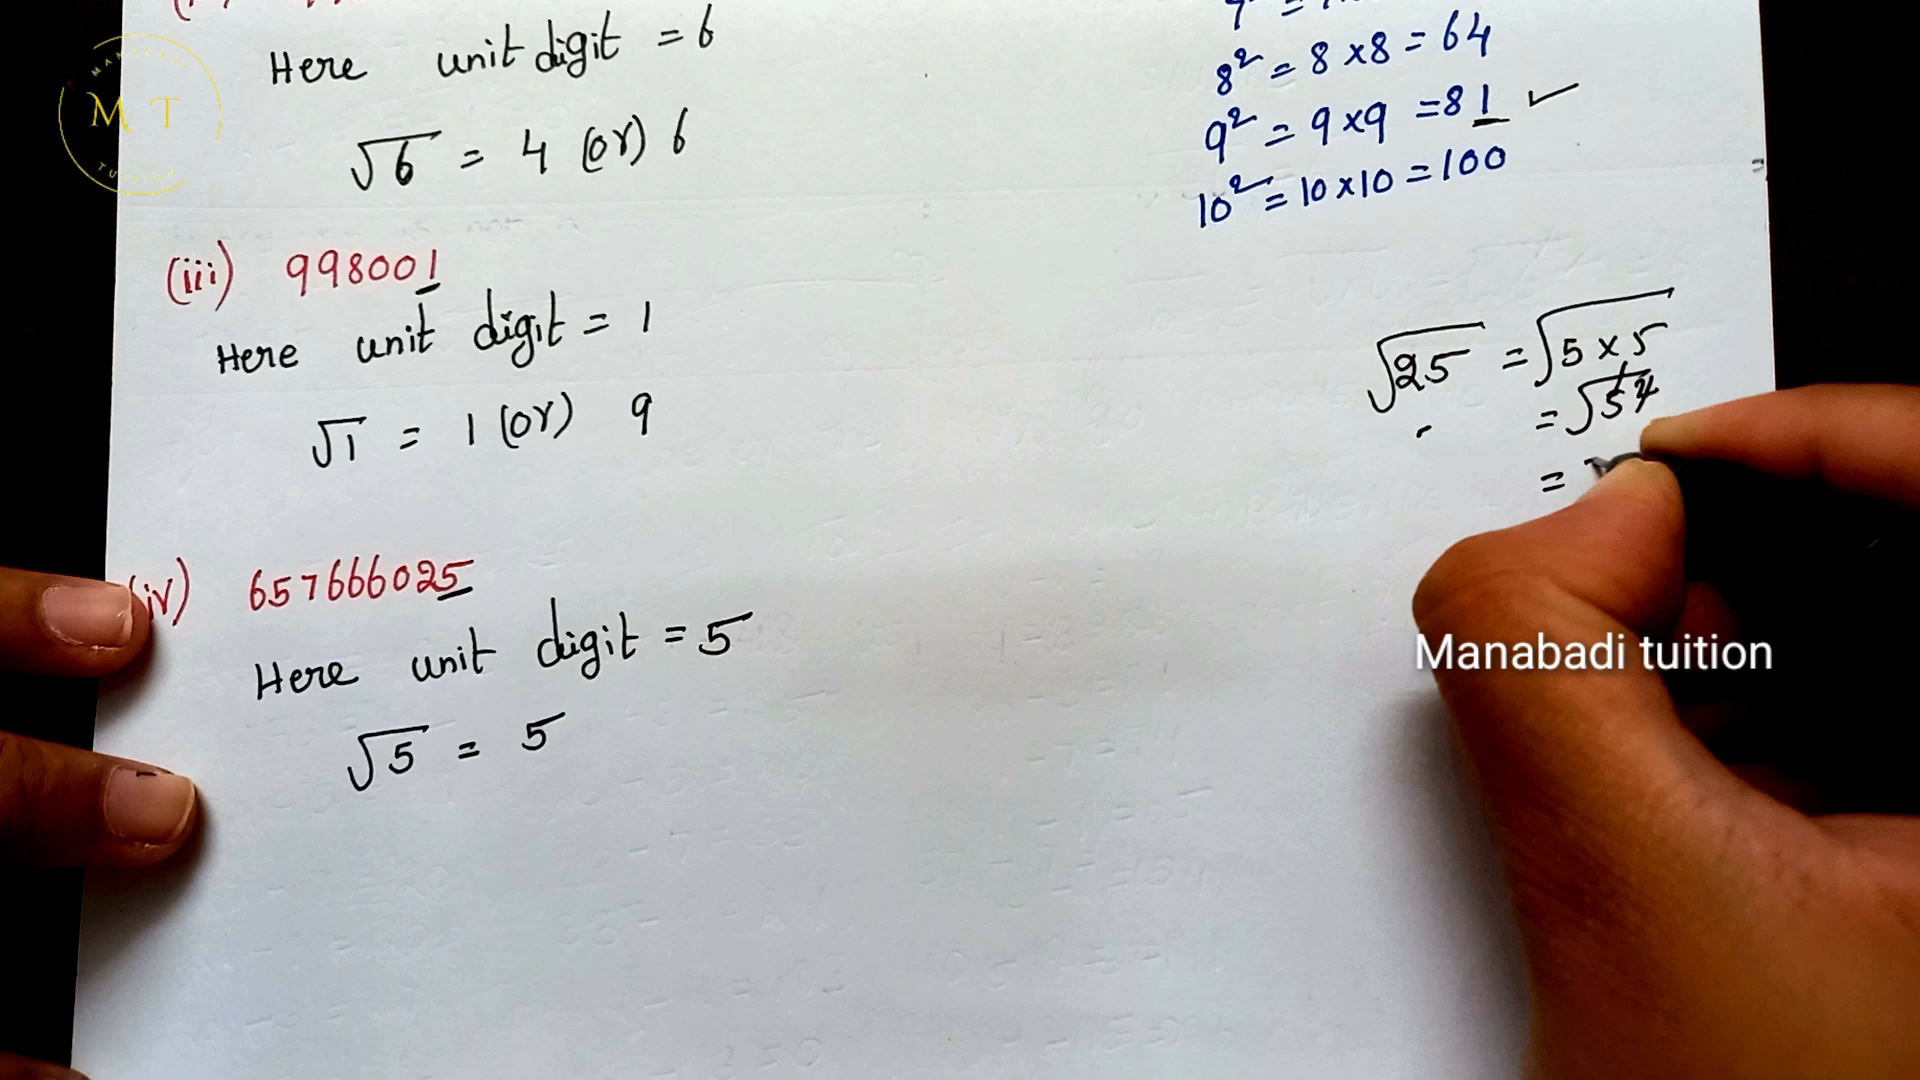 Here unit digit = 6
√6 = 4 (or) 6
(iii) 998001
Here unit digit = 1
√1 = 1 (or) 9
(iv) 657666025
Here unit digit = 5
√5 = 5
8² = 8 x 8 = 64
9² = 9 x 9 = 81 ✓
10² = 10 x 10 = 100
√25 = √5 x 5
= √5²
=
Manabadi tuition
M T
TUITION